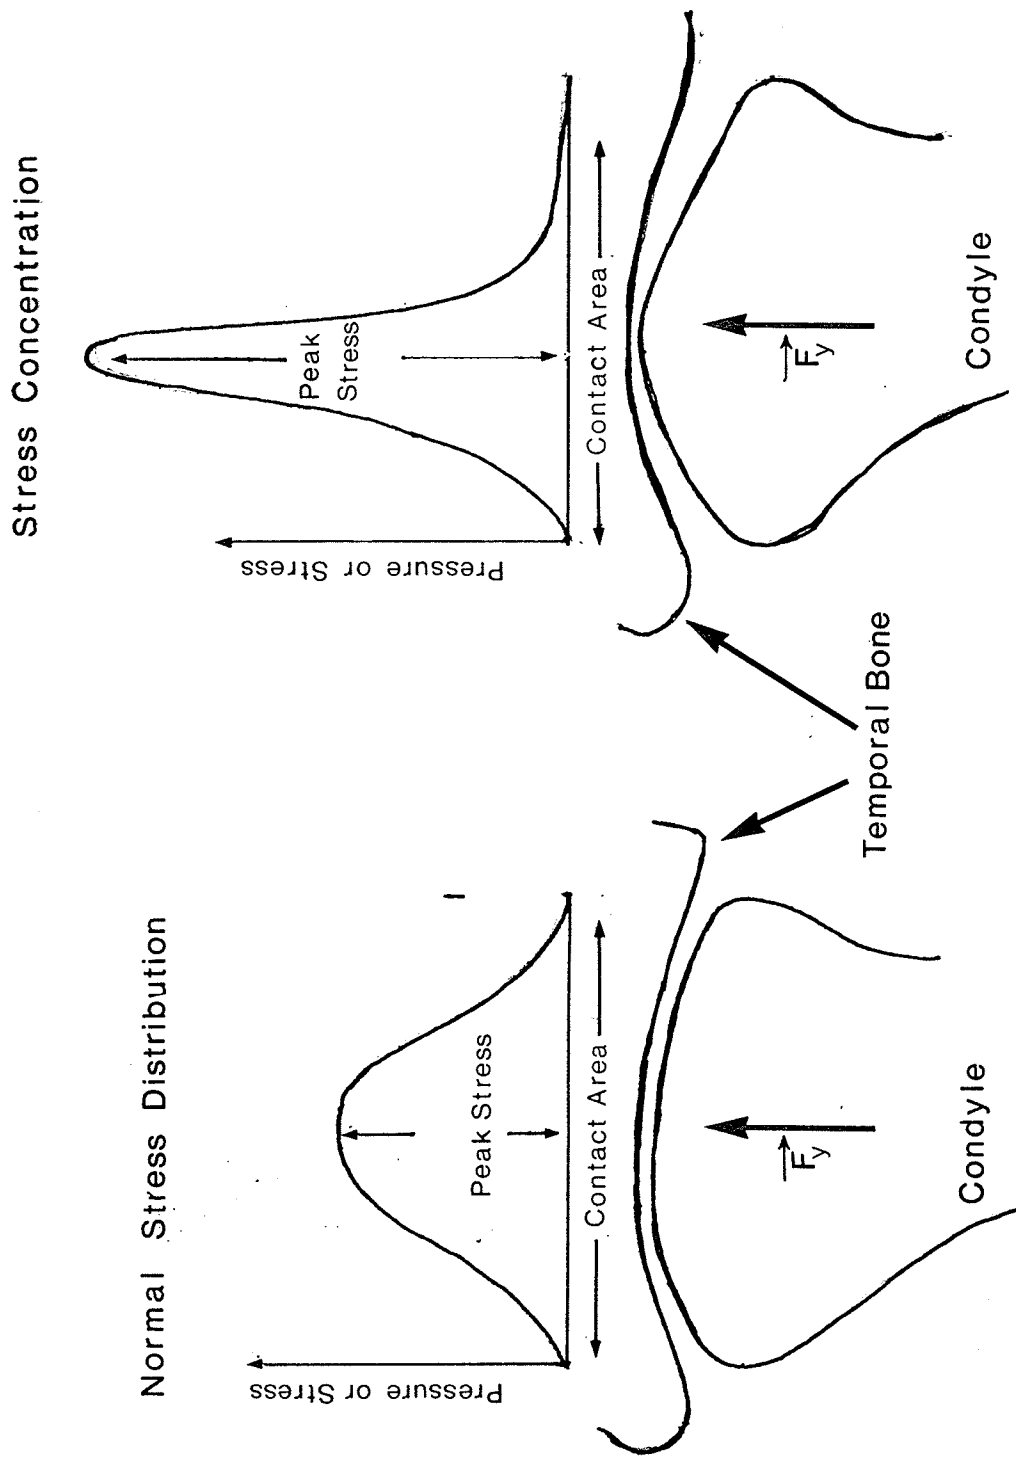 Normal Stress Distribution
Pressure or Stress
Peak Stress
Contact Area
Fy
Condyle
Temporal Bone
Stress Concentration
Pressure or Stress
Peak
Stress
Contact Area
Fy
Condyle